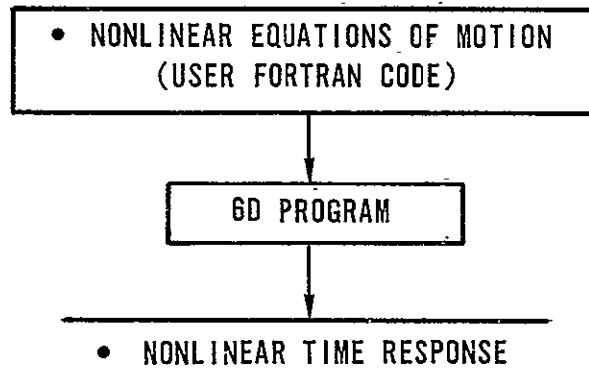 • NONLINEAR EQUATIONS OF MOTION
(USER FORTRAN CODE)
6D PROGRAM
• NONLINEAR TIME RESPONSE